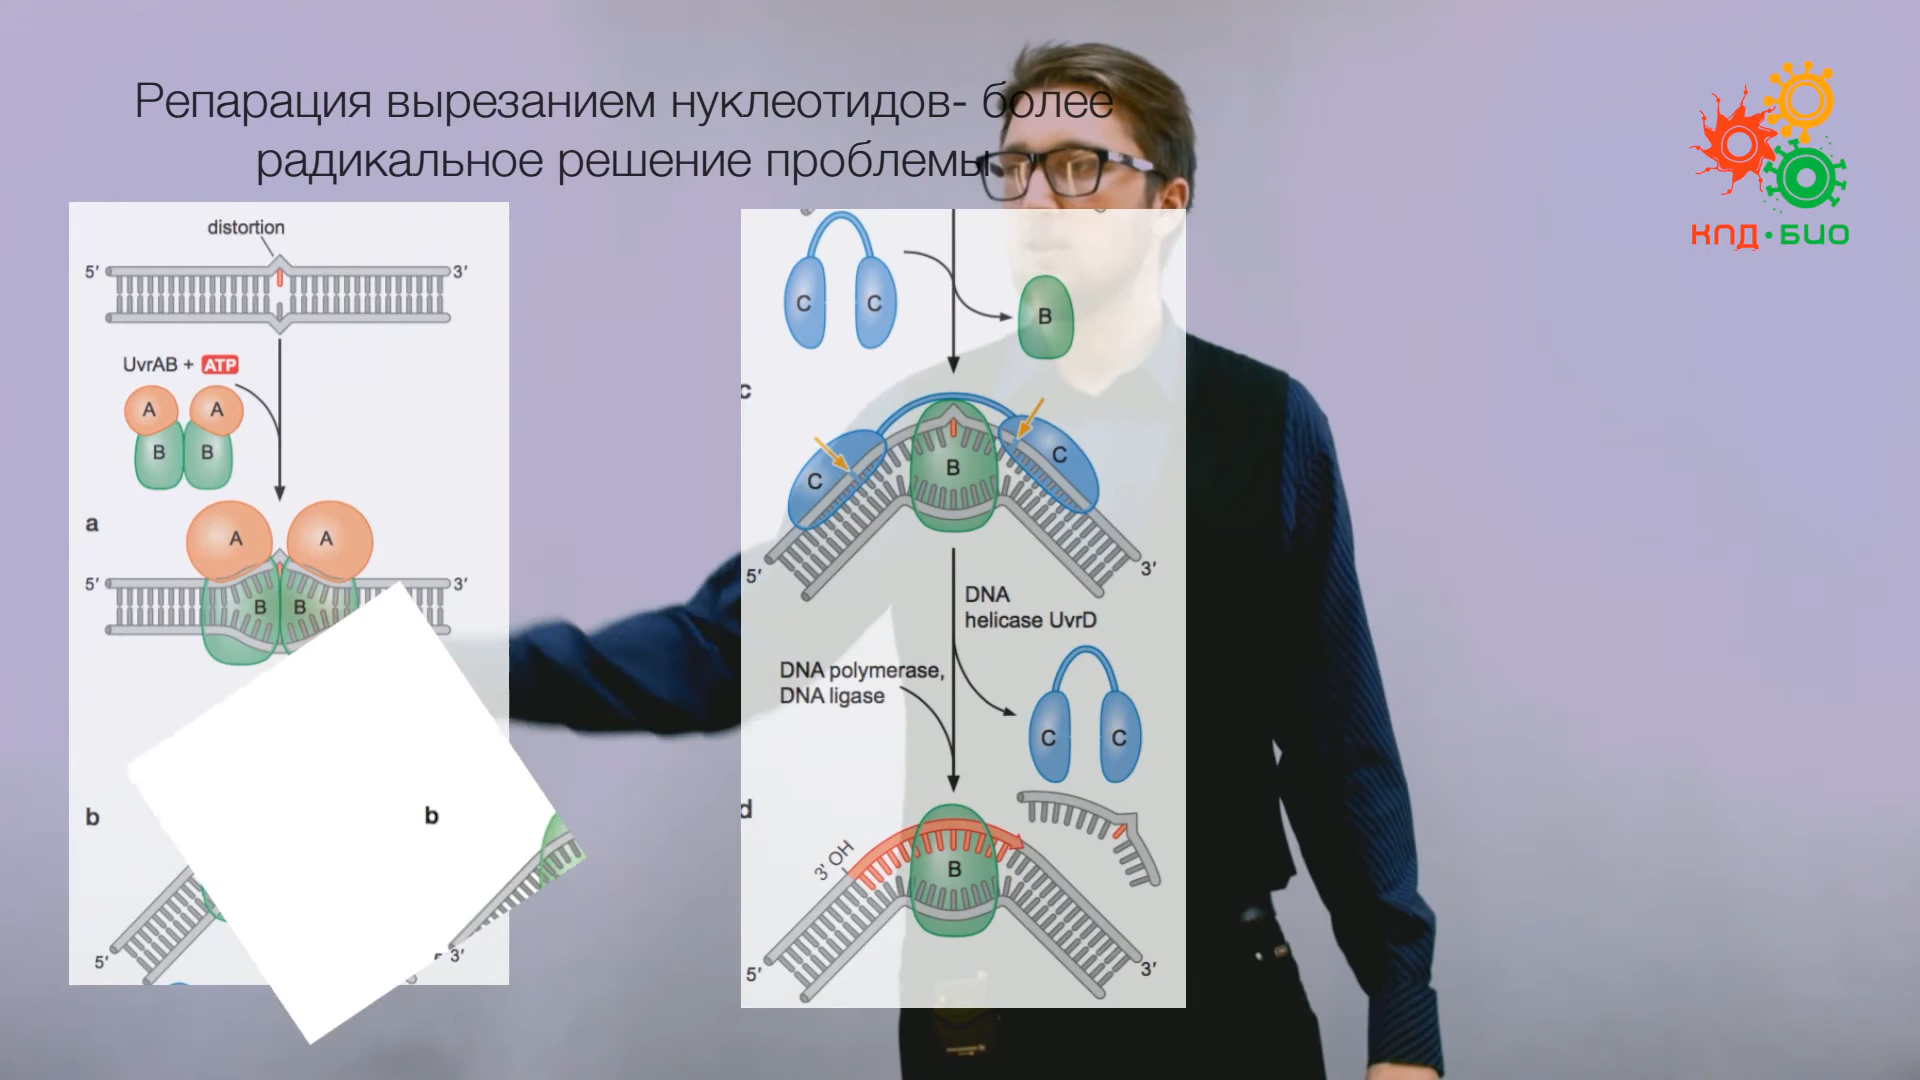 Репарация вырезанием нуклеотидов- более
радикальное решение проблемы
КПД·БИО
distortion
5′ 3′
UvrAB + ATP
A A
B B
a
A A
5′ 3′
B B
b
b
5′
3′
C C
B
c
C B C
5′ 3′
DNA
helicase UvrD
DNA polymerase,
DNA ligase
C C
d
3′ OH
B
5′ 3′